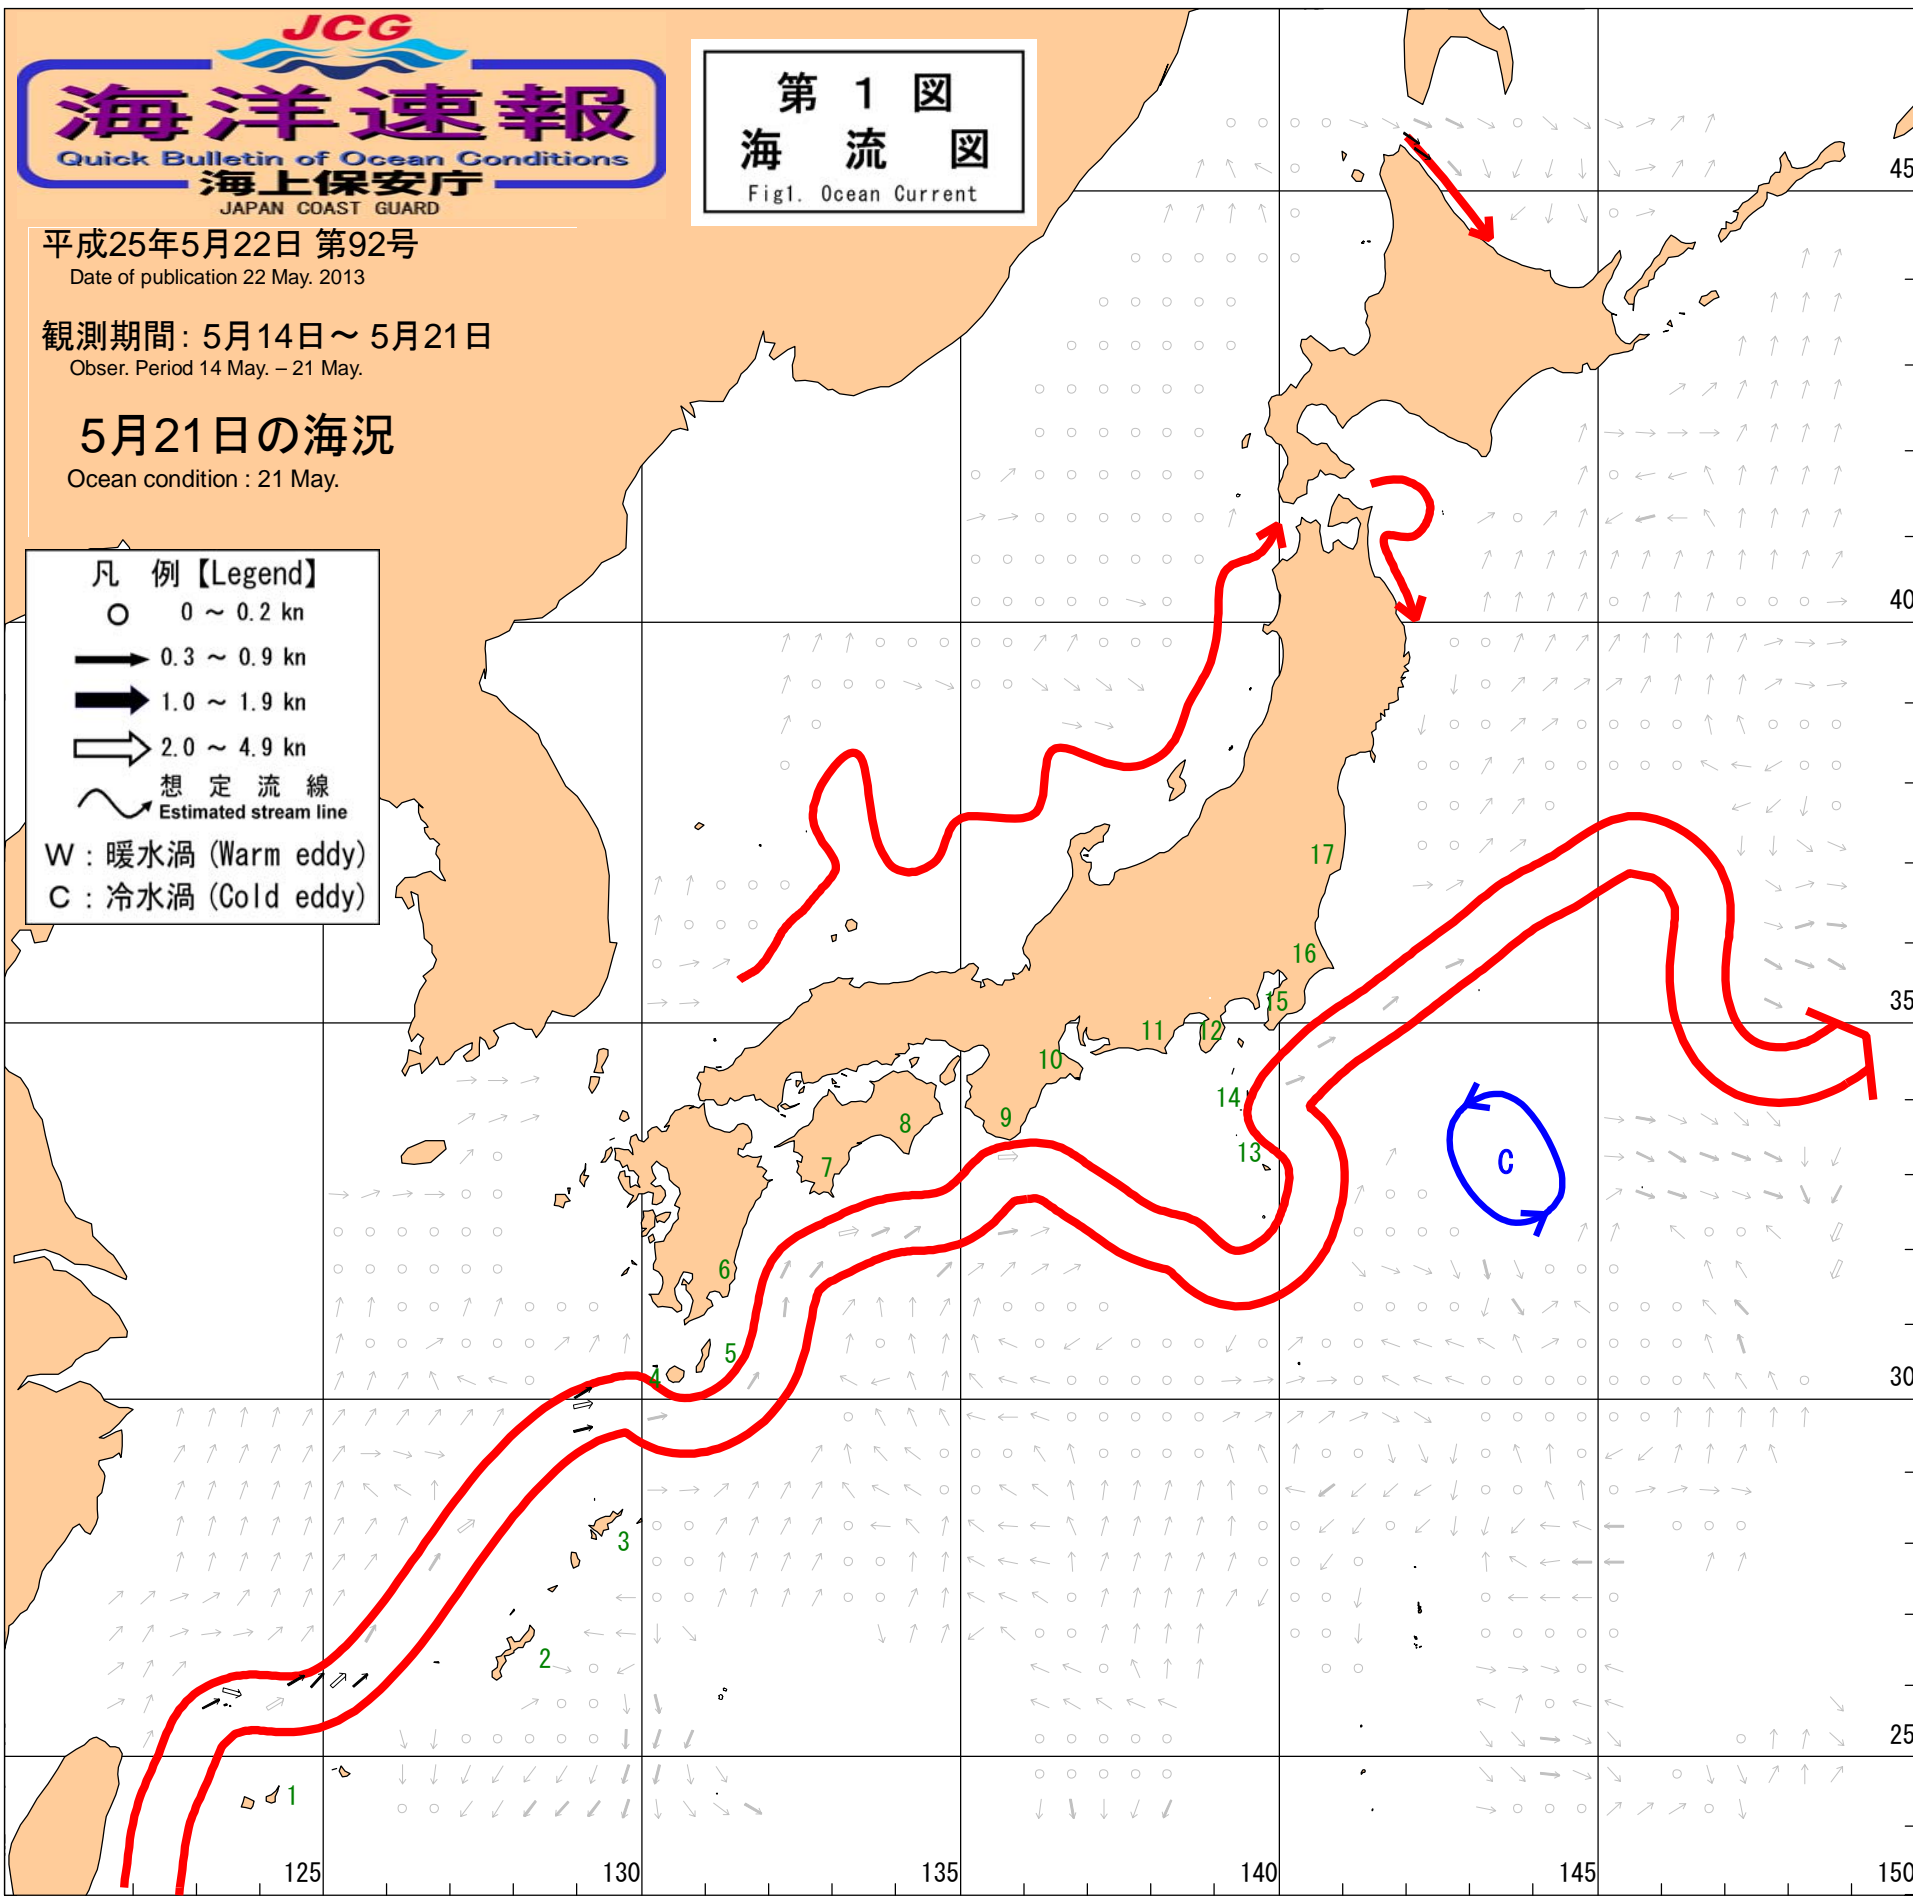 JCG
海洋速報
Quick Bulletin of Ocean Conditions
海上保安庁
JAPAN COAST GUARD
第 1 図
海 流 図
Fig1. Ocean Current
平成25年5月22日 第92号
Date of publication 22 May. 2013
観測期間: 5月14日～ 5月21日
Obser. Period 14 May. – 21 May.
5月21日の海況
Ocean condition : 21 May.
凡 例【Legend】
0 ～ 0.2 kn
0.3 ～ 0.9 kn
1.0 ～ 1.9 kn
2.0 ～ 4.9 kn
想 定 流 線
Estimated stream line
W : 暖水渦 (Warm eddy)
C : 冷水渦 (Cold eddy)
45
40
17
16
35
15
12
11
10
14
9
8
13
7
C
6
5
4
30
3
2
25
1
125
130
135
140
145
150